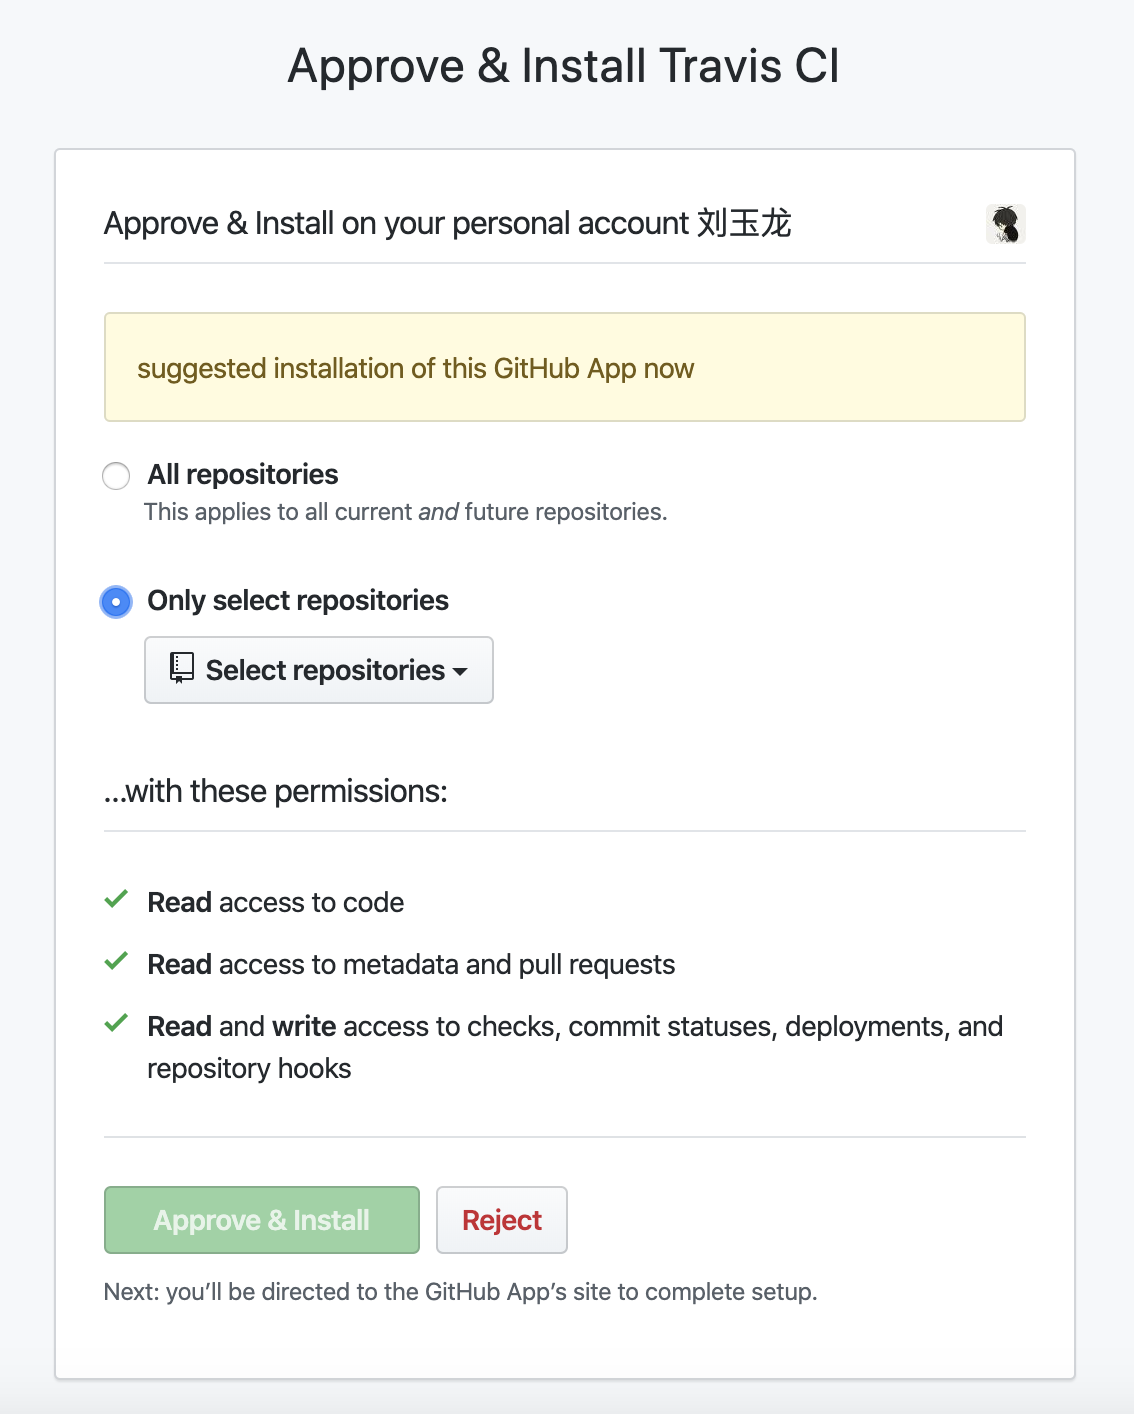 Approve & Install Travis CI
Approve & Install on your personal account 刘玉龙
suggested installation of this GitHub App now
All repositories
This applies to all current and future repositories.
Only select repositories
Select repositories
...with these permissions:
Read access to code
Read access to metadata and pull requests
Read and write access to checks, commit statuses, deployments, and
repository hooks
Approve & Install
Reject
Next: you’ll be directed to the GitHub App’s site to complete setup.